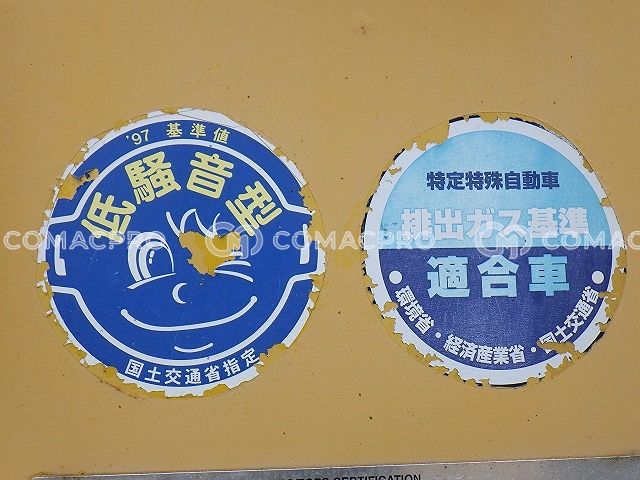 '97 基準値
低騒音型
国土交通省指定
特定特殊自動車
排出ガス基準
適合車
・環境省・経済産業省・国土交通省・
COMACPRO COMACPRO COMAC
CERTIFICATION